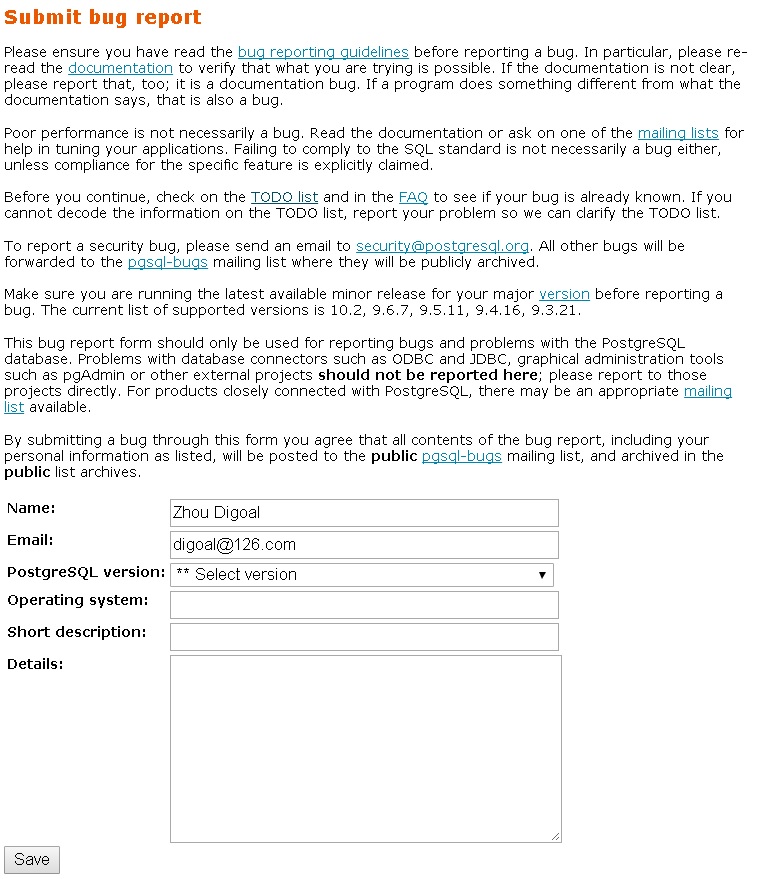 Submit bug report
Please ensure you have read the bug reporting guidelines before reporting a bug. In particular, please re-
read the documentation to verify that what you are trying is possible. If the documentation is not clear,
please report that, too; it is a documentation bug. If a program does something different from what the
documentation says, that is also a bug.
Poor performance is not necessarily a bug. Read the documentation or ask on one of the mailing lists for
help in tuning your applications. Failing to comply to the SQL standard is not necessarily a bug either,
unless compliance for the specific feature is explicitly claimed.
Before you continue, check on the TODO list and in the FAQ to see if your bug is already known. If you
cannot decode the information on the TODO list, report your problem so we can clarify the TODO list.
To report a security bug, please send an email to security@postgresql.org. All other bugs will be
forwarded to the pgsql-bugs mailing list where they will be publicly archived.
Make sure you are running the latest available minor release for your major version before reporting a
bug. The current list of supported versions is 10.2, 9.6.7, 9.5.11, 9.4.16, 9.3.21.
This bug report form should only be used for reporting bugs and problems with the PostgreSQL
database. Problems with database connectors such as ODBC and JDBC, graphical administration tools
such as pgAdmin or other external projects should not be reported here; please report to those
projects directly. For products closely connected with PostgreSQL, there may be an appropriate mailing
list available.
By submitting a bug through this form you agree that all contents of the bug report, including your
personal information as listed, will be posted to the public pgsql-bugs mailing list, and archived in the
public list archives.
Name: Zhou Digoal
Email: digoal@126.com
PostgreSQL version: ** Select version
Operating system:
Short description:
Details:
Save